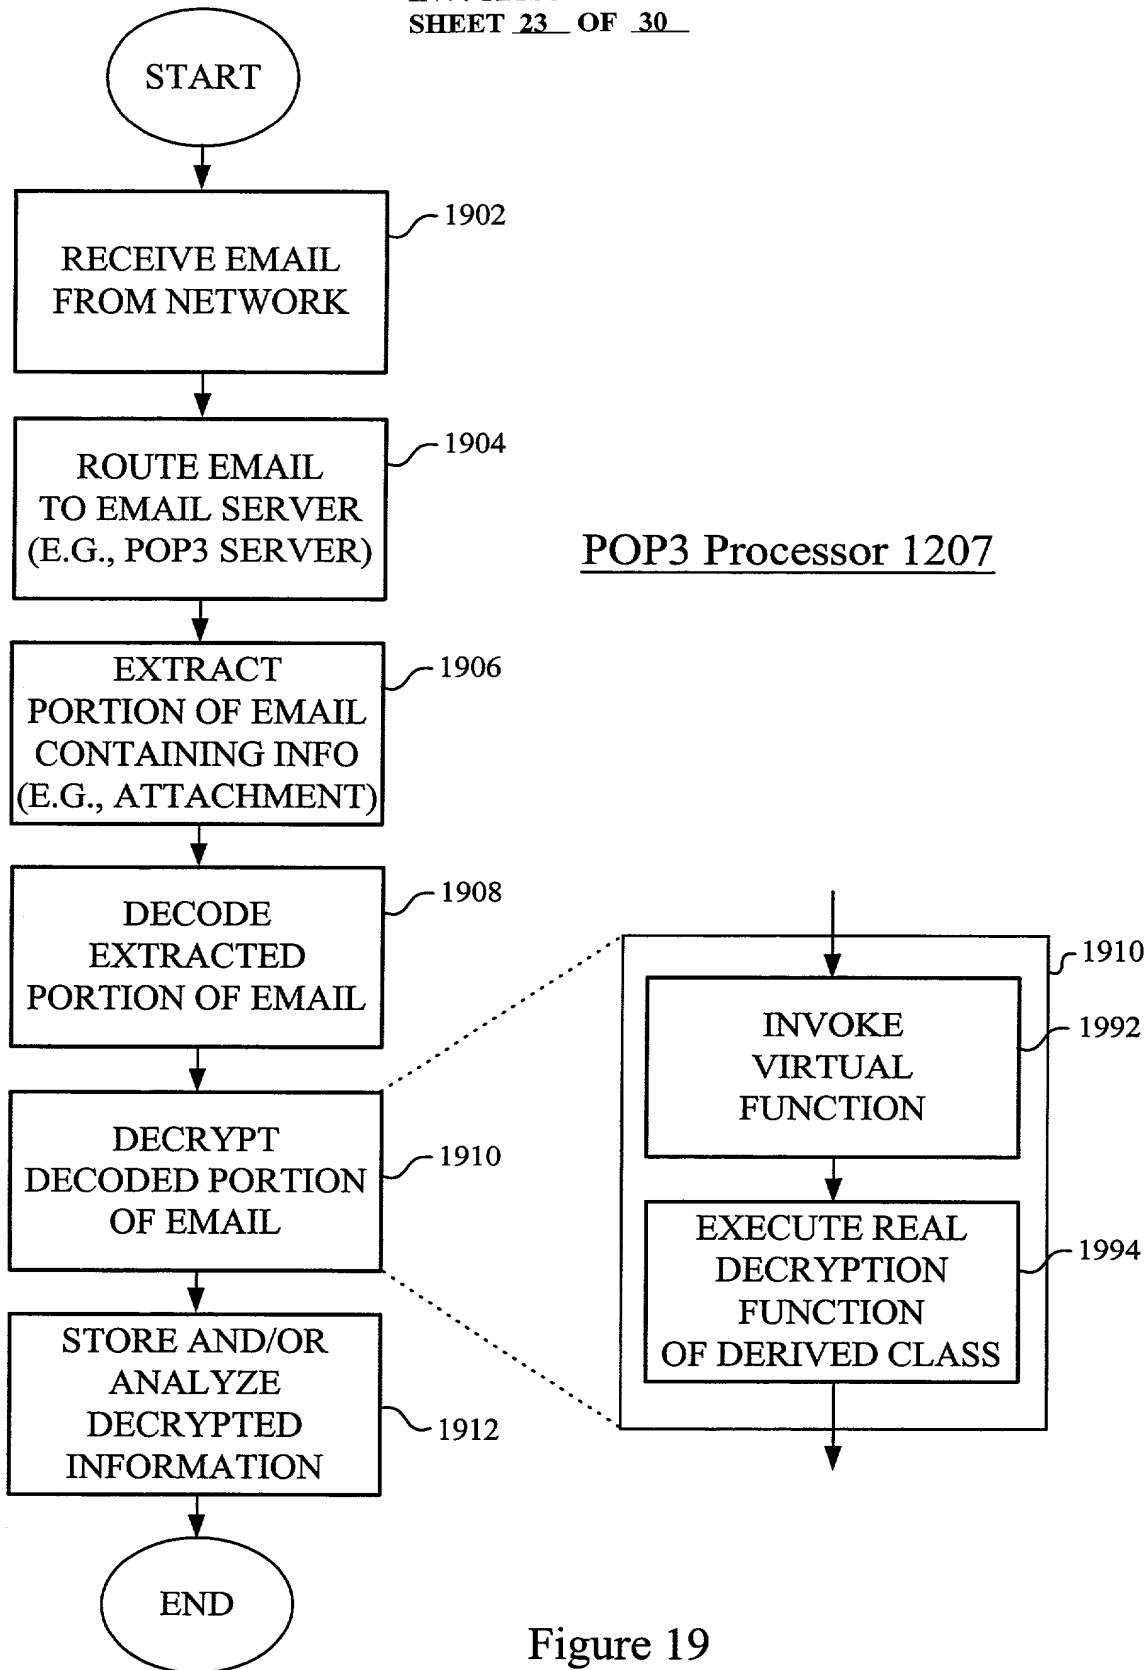 SHEET 23 OF 30
START
1902
RECEIVE EMAIL
FROM NETWORK
1904
ROUTE EMAIL
TO EMAIL SERVER
(E.G., POP3 SERVER)
POP3 Processor 1207
1906
EXTRACT
PORTION OF EMAIL
CONTAINING INFO
(E.G., ATTACHMENT)
1908
DECODE
EXTRACTED
PORTION OF EMAIL
1910
DECRYPT
DECODED PORTION
OF EMAIL
1910
INVOKE
VIRTUAL
FUNCTION
1992
EXECUTE REAL
DECRYPTION
FUNCTION
OF DERIVED CLASS
1994
STORE AND/OR
ANALYZE
DECRYPTED
INFORMATION
1912
END
Figure 19